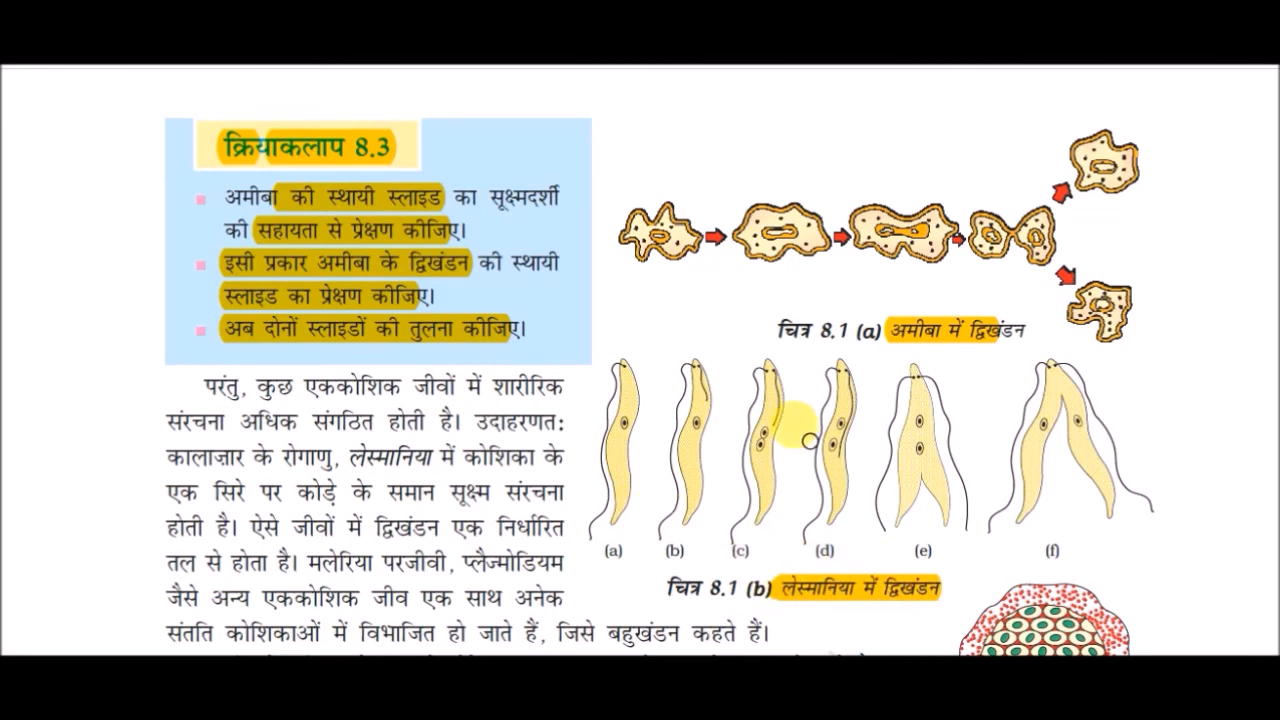 क्रियाकलाप 8.3
अमीबा की स्थायी स्लाइड का सूक्ष्मदर्शी
की सहायता से प्रेक्षण कीजिए।
इसी प्रकार अमीबा के द्विखंडन की स्थायी
स्लाइड का प्रेक्षण कीजिए।
अब दोनों स्लाइडों की तुलना कीजिए।
परंतु, कुछ एककोशिक जीवों में शारीरिक
संरचना अधिक संगठित होती है। उदाहरणत:
कालाज़ार के रोगाणु, लेस्मानिया में कोशिका के
एक सिरे पर कोड़े के समान सूक्ष्म संरचना
होती है। ऐसे जीवों में द्विखंडन एक निर्धारित
तल से होता है। मलेरिया परजीवी, प्लैज्मोडियम
जैसे अन्य एककोशिक जीव एक साथ अनेक
संतति कोशिकाओं में विभाजित हो जाते हैं, जिसे बहुखंडन कहते हैं।
चित्र 8.1 (a) अमीबा में द्विखंडन
(a) (b) (c) (d) (e) (f)
चित्र 8.1 (b) लेस्मानिया में द्विखंडन